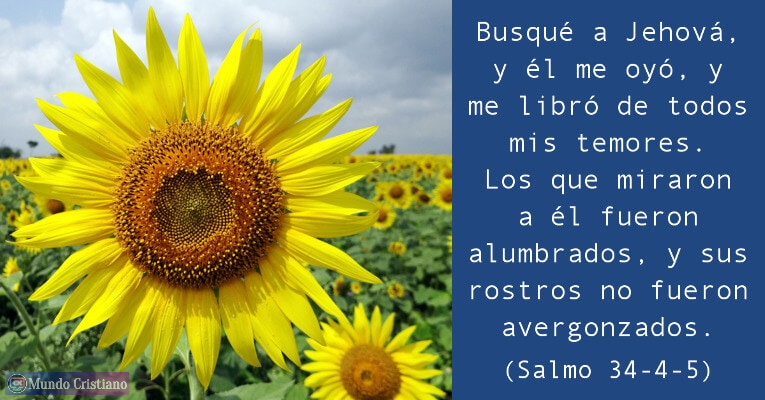 Busqué a Jehová,
y él me oyó, y
me libró de todos
mis temores.
Los que miraron
a él fueron
alumbrados, y sus
rostros no fueron
avergonzados.
(Salmo 34-4-5)
Mundo Cristiano